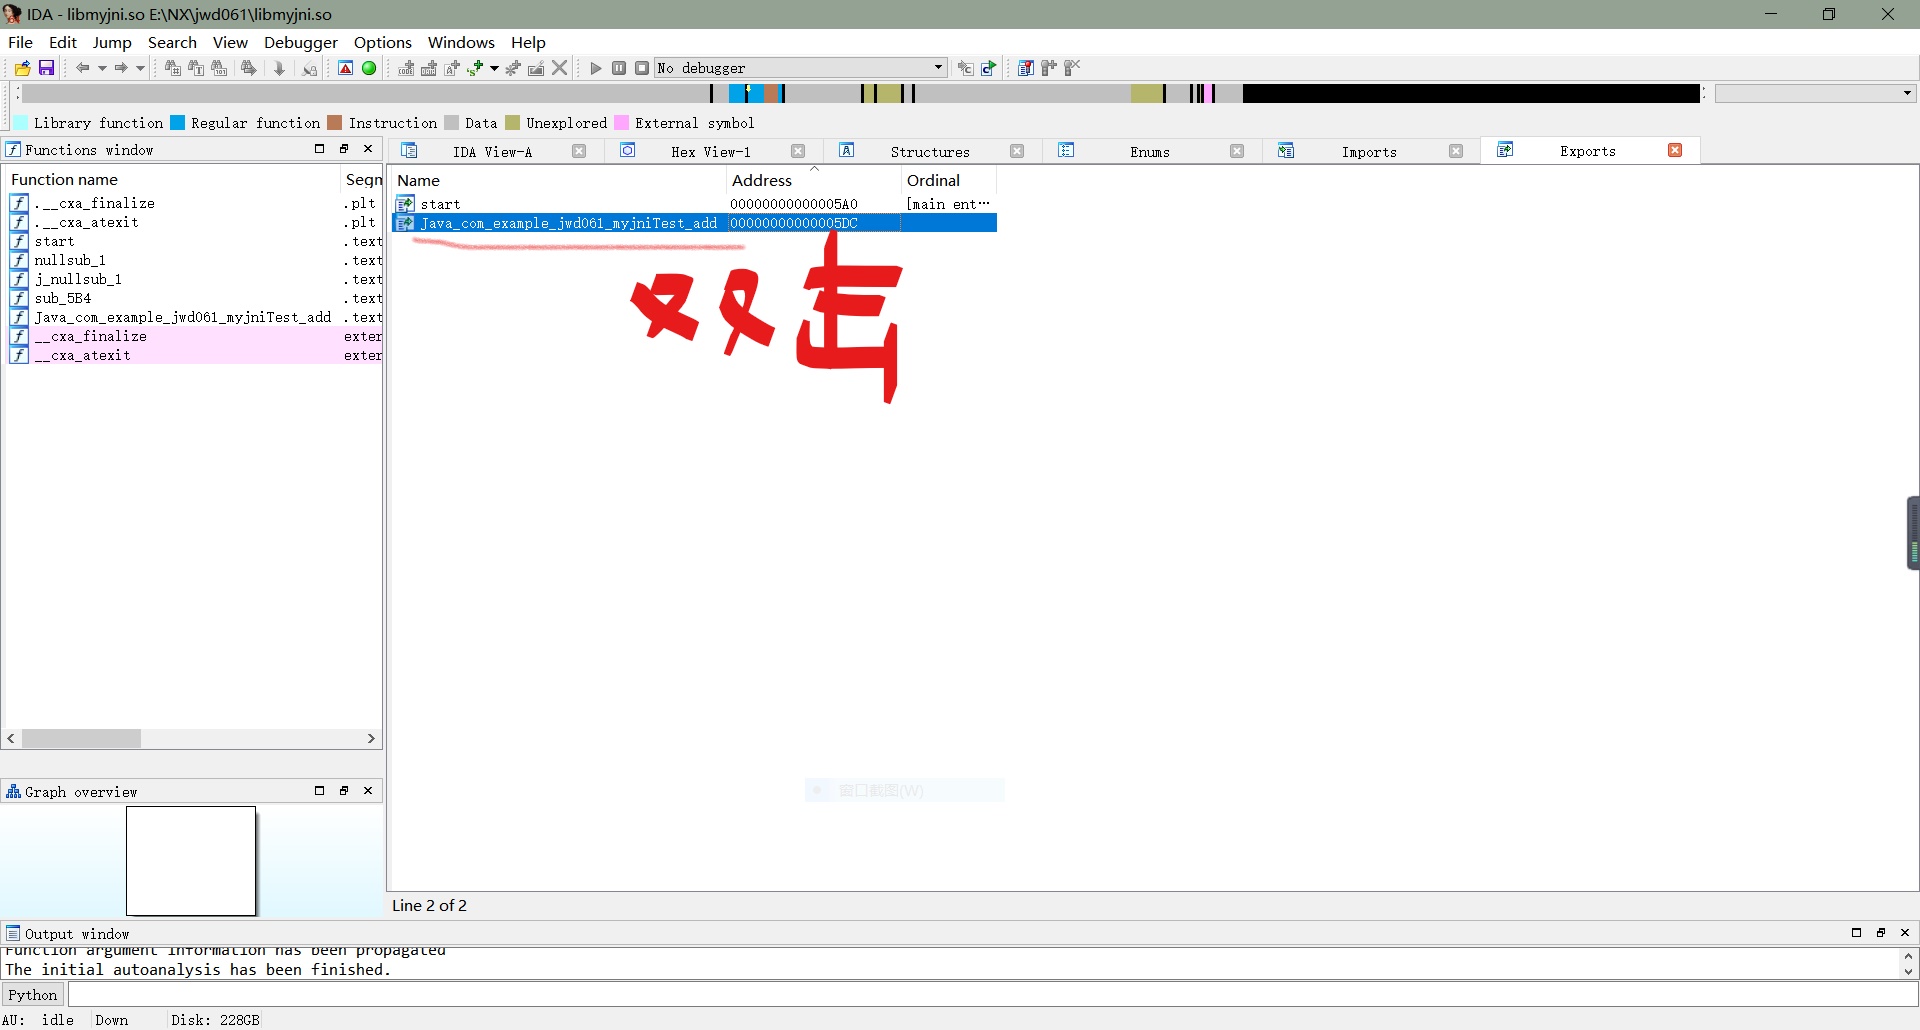 IDA - libmyjni.so E:\NX\jwd061\libmyjni.so
File Edit Jump Search View Debugger Options Windows Help
No debugger
Library function Regular function Instruction Data Unexplored External symbol
Functions window
IDA View-A Hex View-1 Structures Enums Imports Exports
Function name Segn
.__cxa_finalize .plt
.__cxa_atexit .plt
start .text
nullsub_1 .text
j_nullsub_1 .text
sub_5B4 .text
Java_com_example_jwd061_myjniTest_add .text
__cxa_finalize exter
__cxa_atexit exter
Name Address Ordinal
start 00000000000005A0 [main ent…
Java_com_example_jwd061_myjniTest_add 00000000000005DC
双击
窗口截图(W)
Graph overview
Line 2 of 2
Output window
Function argument information has been propagated
The initial autoanalysis has been finished.
Python
AU: idle Down Disk: 228GB